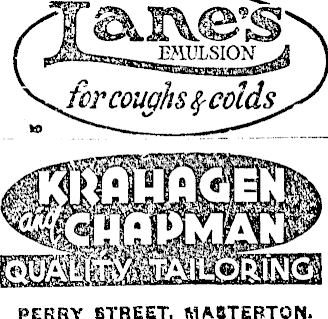 Lane's
EMULSION
for coughs & colds
KRAHAGEN
and CHAPMAN
QUALITY TAILORING
PERRY STREET, MASTERTON.